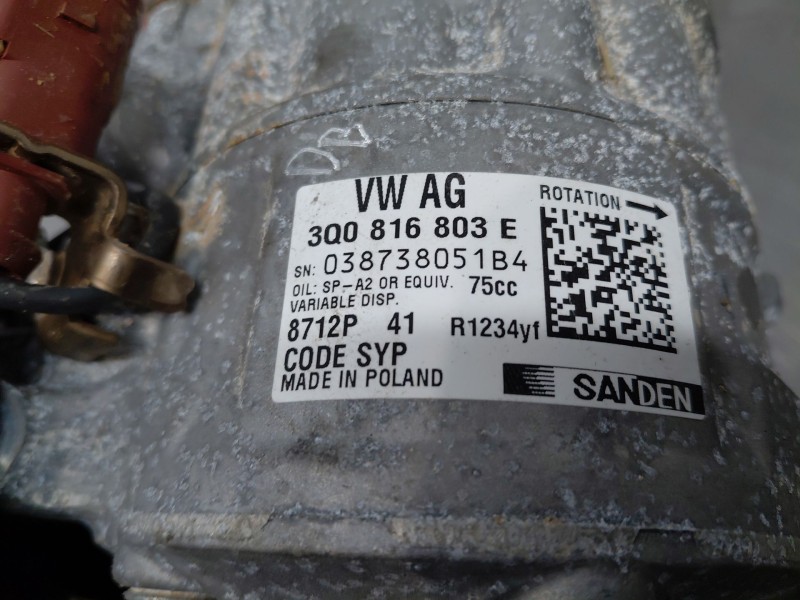 DB
VW AG
ROTATION
3Q0 816 803 E
SN: 038738051B4
OIL: SP-A2 OR EQUIV. 75cc
VARIABLE DISP.
8712P 41 R1234yf
CODE SYP
MADE IN POLAND
SANDEN